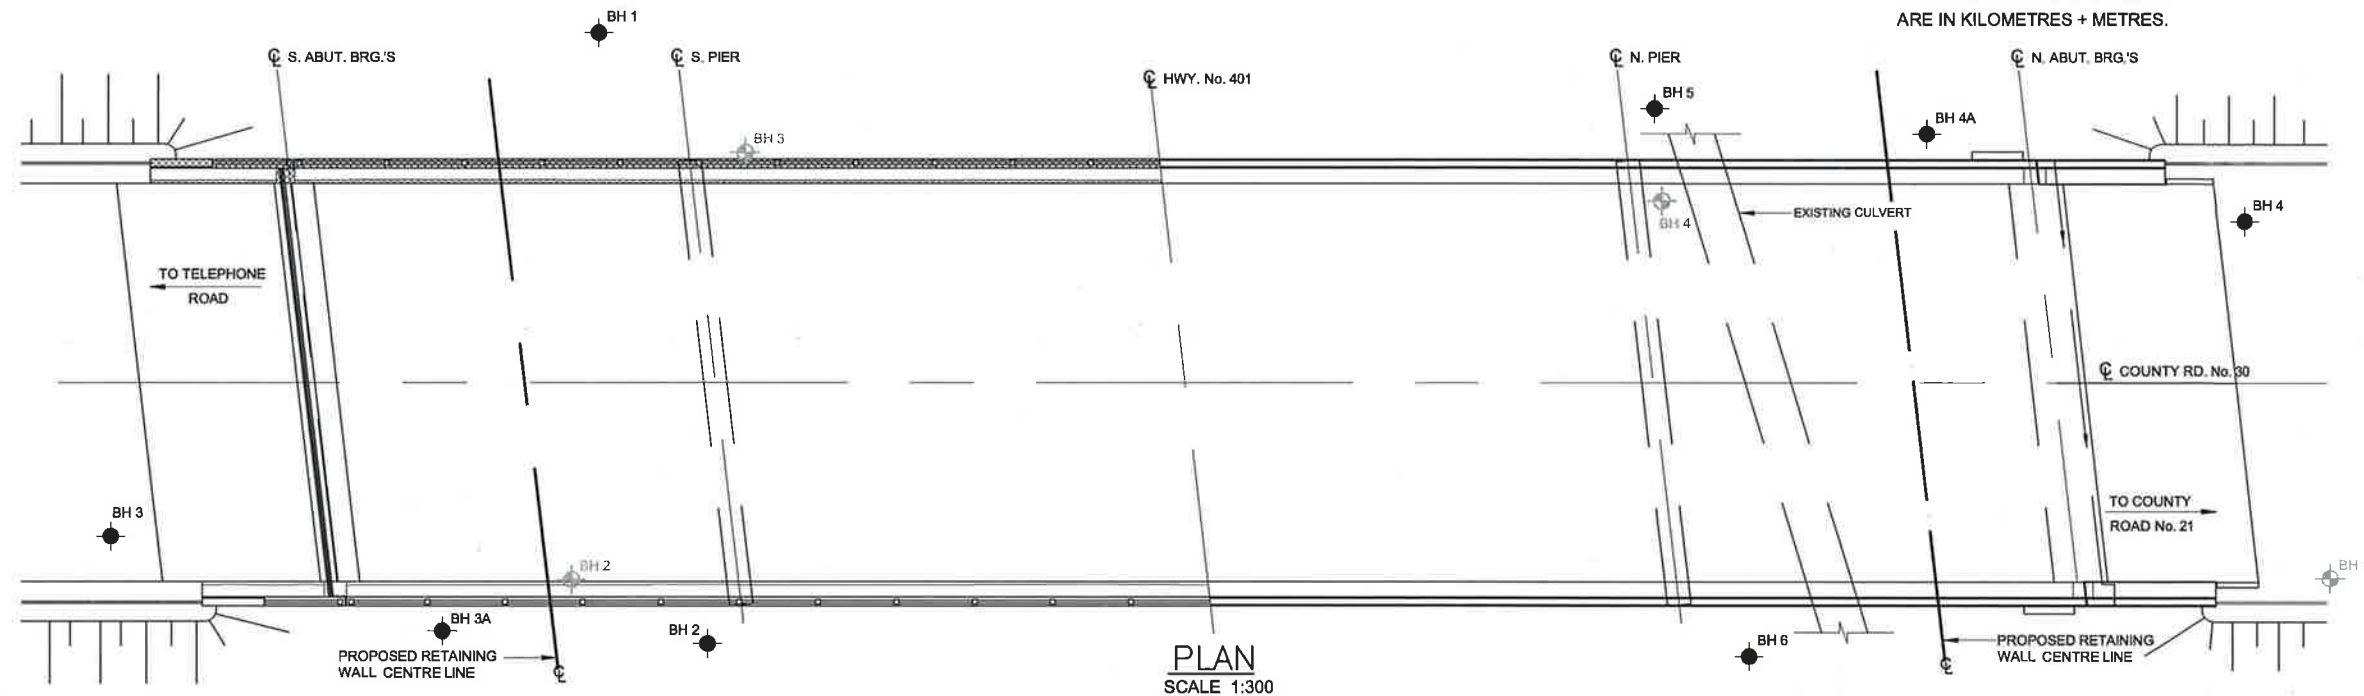 ARE IN KILOMETRES + METRES.
BH 1
℄ S. ABUT. BRG.'S
℄ S. PIER
℄ HWY. No. 401
℄ N. PIER
℄ N. ABUT. BRG.'S
BH 5
BH 4A
BH 3
BH 4
EXISTING CULVERT
BH 4
TO TELEPHONE
ROAD
℄ COUNTY RD. No. 30
BH 3
TO COUNTY
ROAD No. 21
BH 2
BH
BH 3A
BH 2
BH 6
PROPOSED RETAINING
WALL CENTRE LINE
℄
PLAN
SCALE 1:300
℄
PROPOSED RETAINING
WALL CENTRE LINE